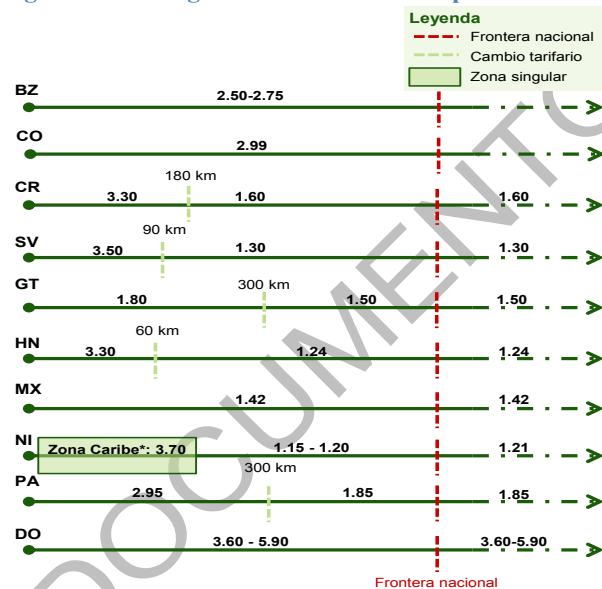 Leyenda
Frontera nacional
Cambio tarifario
Zona singular
BZ
2.50-2.75
CO
2.99
180 km
CR
3.30 1.60 1.60
90 km
SV
3.50 1.30 1.30
GT
300 km
1.80 1.50 1.50
60 km
HN
3.30 1.24 1.24
MX
1.42 1.42
NI
Zona Caribe*: 3.70 1.15 - 1.20 1.21
300 km
PA
2.95 1.85 1.85
DO
3.60 - 5.90 3.60-5.90
Frontera nacional
DOCUMENTO